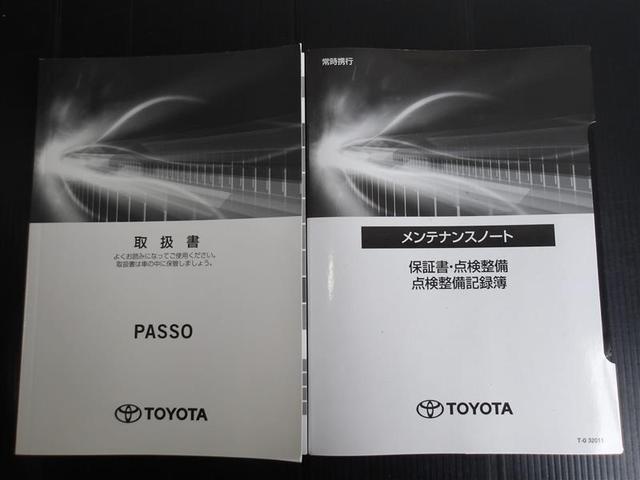 取扱書
よくお読みになってご使用ください。
取扱書は車の中に保管しましょう。
PASSO
TOYOTA
常時携行
メンテナンスノート
保証書・点検整備
点検整備記録簿
TOYOTA
T-G 32011